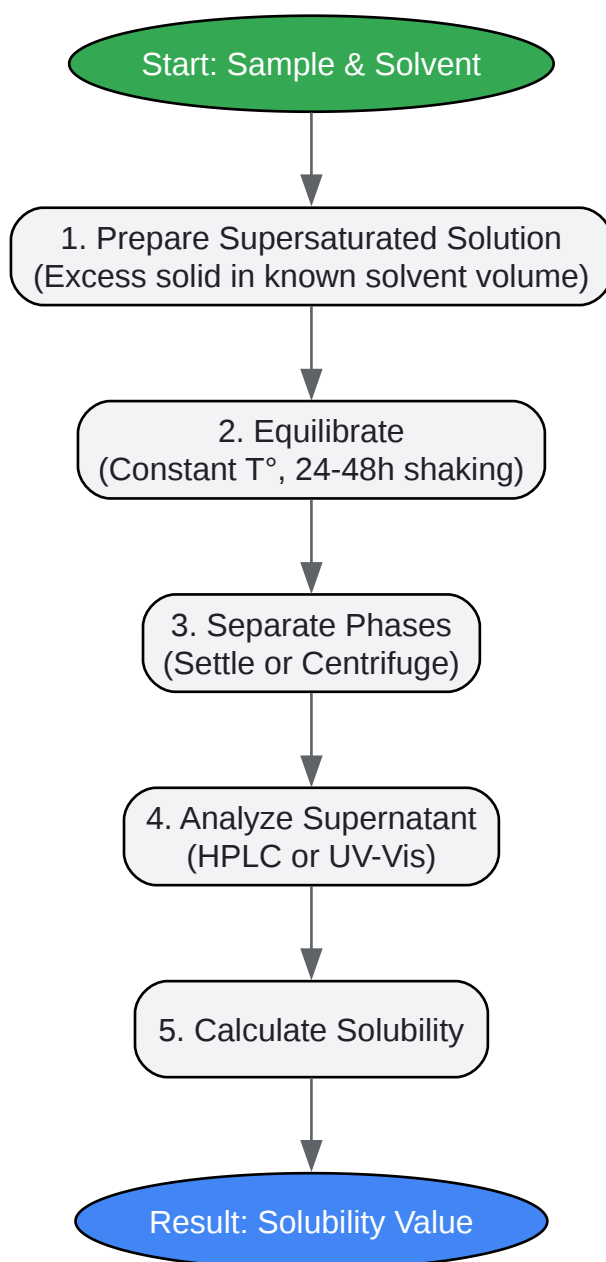 Start: Sample & Solvent
1. Prepare Supersaturated Solution
(Excess solid in known solvent volume)
2. Equilibrate
(Constant T°, 24-48h shaking)
3. Separate Phases
(Settle or Centrifuge)
4. Analyze Supernatant
(HPLC or UV-Vis)
5. Calculate Solubility
Result: Solubility Value